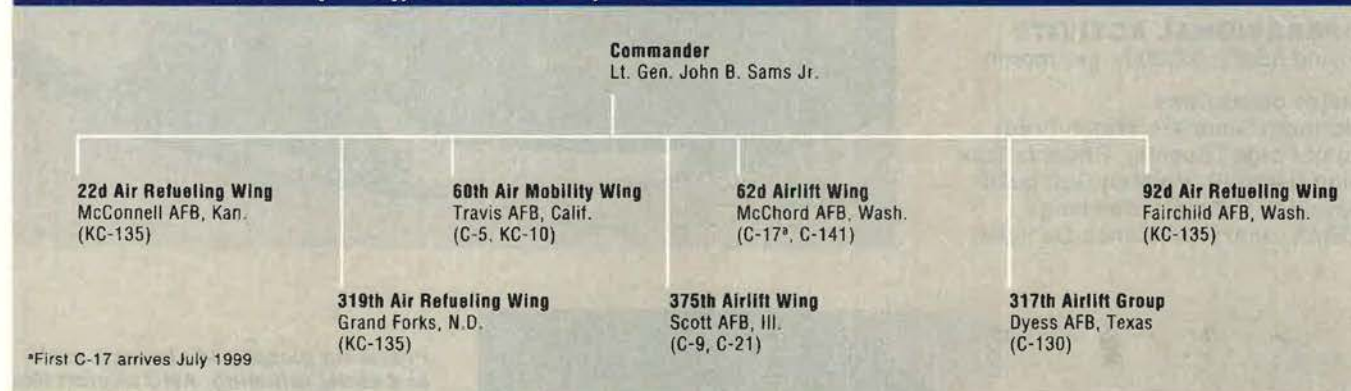 Commander
Lt. Gen. John B. Sams Jr.
22d Air Refueling Wing
McConnell AFB, Kan.
(KC-135)
60th Air Mobility Wing
Travis AFB, Calif.
(C-5, KC-10)
62d Airlift Wing
McChord AFB, Wash.
(C-17ª, C-141)
92d Air Refueling Wing
Fairchild AFB, Wash.
(KC-135)
319th Air Refueling Wing
Grand Forks, N.D.
(KC-135)
375th Airlift Wing
Scott AFB, Ill.
(C-9, C-21)
317th Airlift Group
Dyess AFB, Texas
(C-130)
ªFirst C-17 arrives July 1999